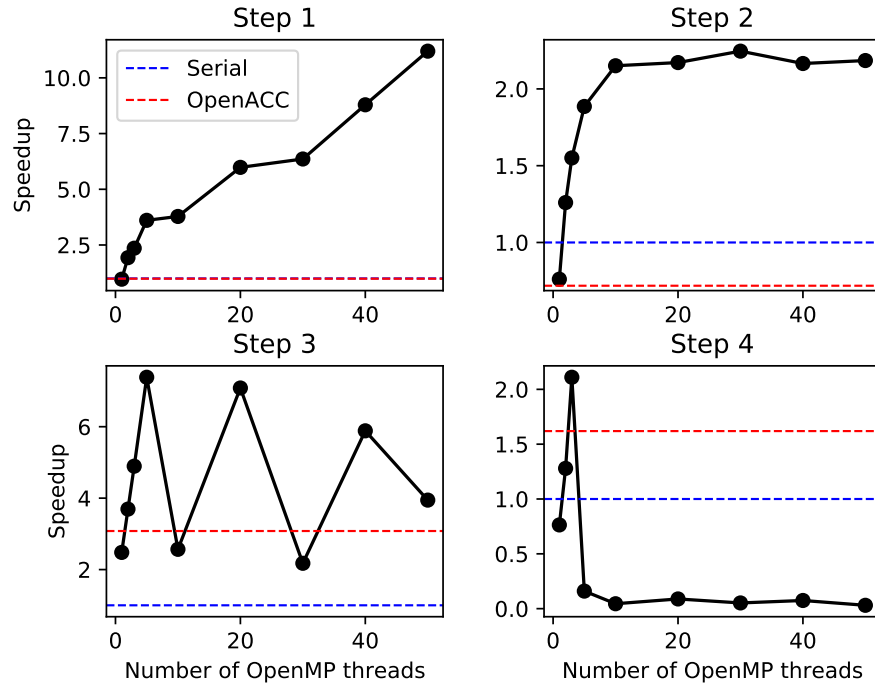 Step 1
10.0
7.5
5.0
2.5
0
20
40
Speedup
Serial
OpenACC
Step 2
2.0
1.5
1.0
0
20
40
Step 3
6
4
2
0
20
40
Speedup
Number of OpenMP threads
Step 4
2.0
1.5
1.0
0.5
0.0
0
20
40
Number of OpenMP threads